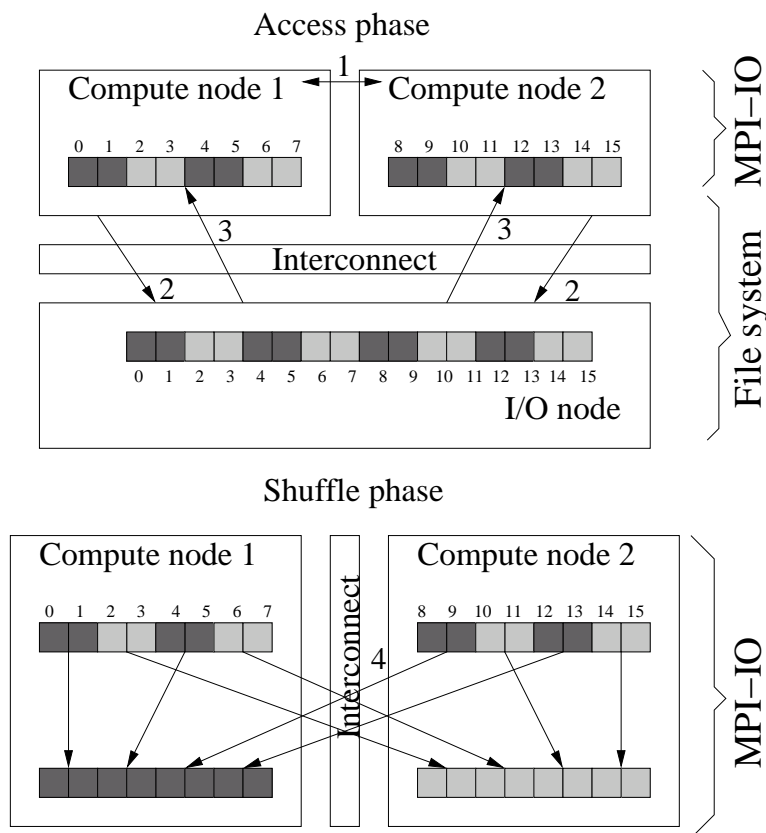 Access phase
1
Compute node 1
Compute node 2
0 1 2 3 4 5 6 7
8 9 10 11 12 13 14 15
MPI–IO
3
3
Interconnect
2
2
0 1 2 3 4 5 6 7 8 9 10 11 12 13 14 15
I/O node
File system
Shuffle phase
Compute node 1
Compute node 2
0 1 2 3 4 5 6 7
8 9 10 11 12 13 14 15
Interconnect
4
MPI–IO